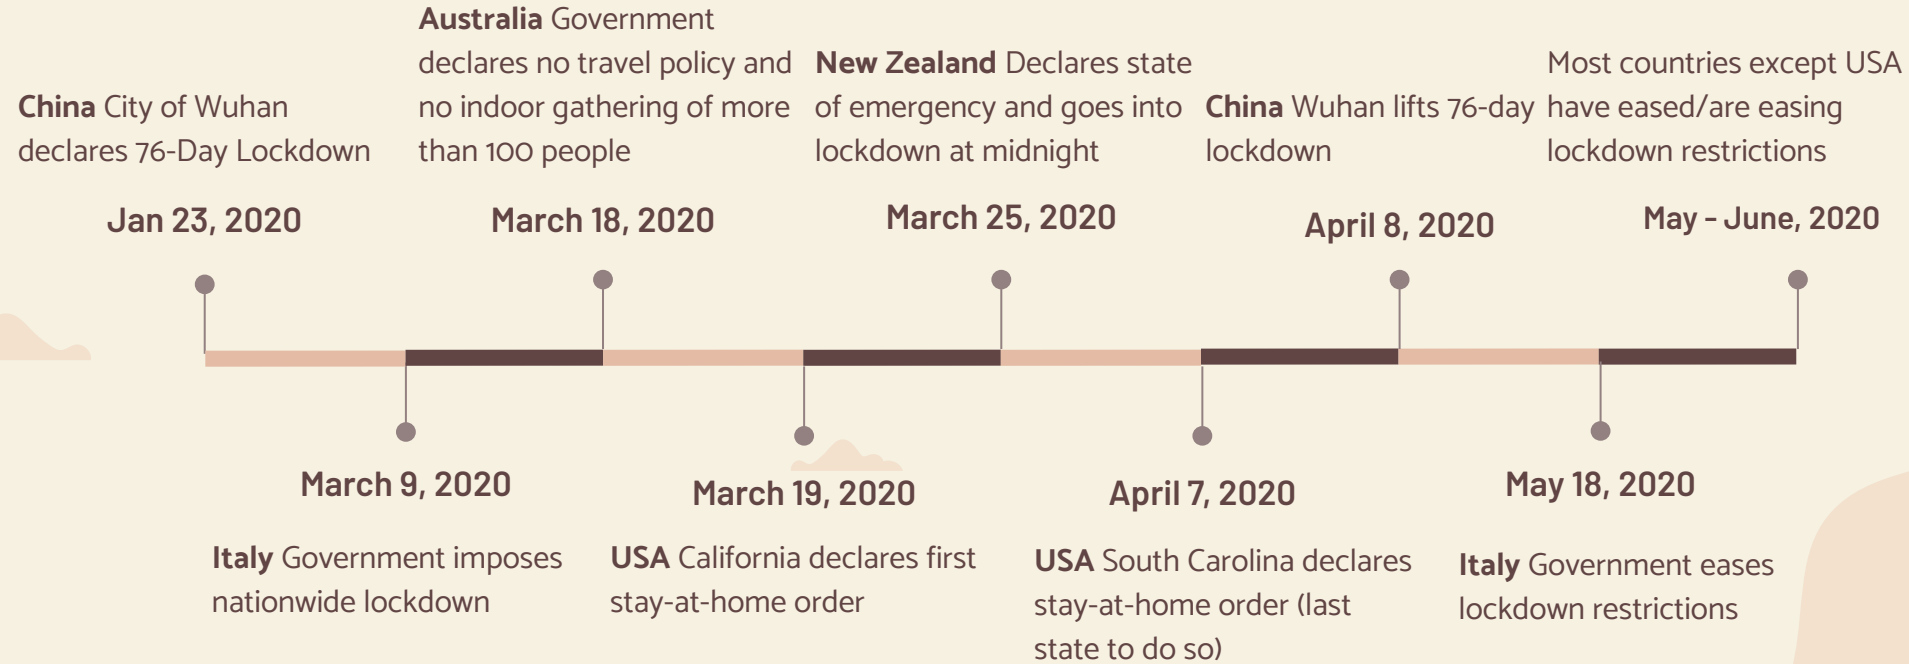 China City of Wuhan
declares 76-Day Lockdown
Jan 23, 2020
March 9, 2020
Italy Government imposes
nationwide lockdown
Australia Government
declares no travel policy and
no indoor gathering of more
than 100 people
March 18, 2020
March 19, 2020
USA California declares first
stay-at-home order
New Zealand Declares state
of emergency and goes into
lockdown at midnight
March 25, 2020
April 7, 2020
USA South Carolina declares
stay-at-home order (last
state to do so)
China Wuhan lifts 76-day
lockdown
April 8, 2020
May 18, 2020
Italy Government eases
lockdown restrictions
Most countries except USA
have eased/are easing
lockdown restrictions
May - June, 2020